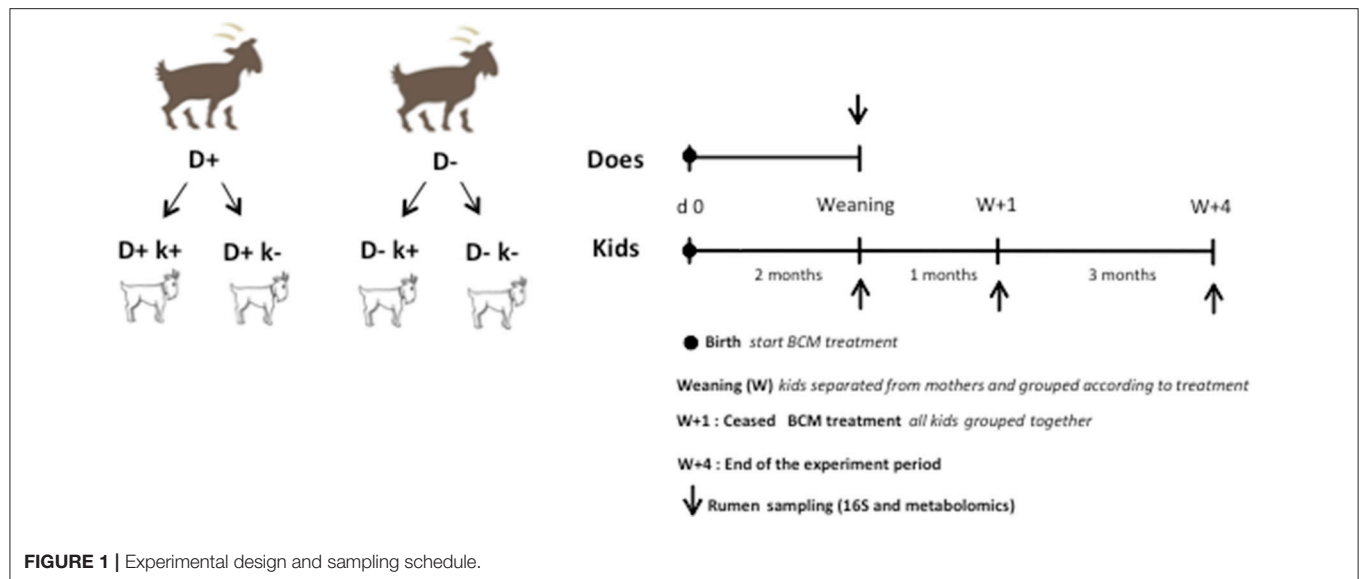 D+
D-
D+ k+
D+ k-
D- k+
D- k-
Does
d 0
Weaning
W+1
W+4
Kids
2 months
1 months
3 months
Birth start BCM treatment
Weaning (W) kids separated from mothers and grouped according to treatment
W+1 : Ceased BCM treatment all kids grouped together
W+4 : End of the experiment period
Rumen sampling (16S and metabolomics)
FIGURE 1 | Experimental design and sampling schedule.